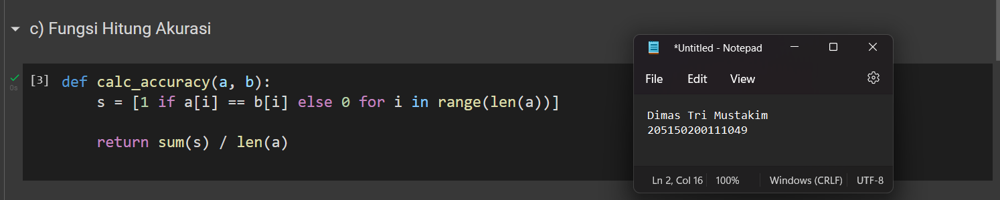 c) Fungsi Hitung Akurasi
[3]
0s
def calc_accuracy(a, b):
    s = [1 if a[i] == b[i] else 0 for i in range(len(a))]
    return sum(s) / len(a)
*Untitled - Notepad
File Edit View
Dimas Tri Mustakim
205150200111049
Ln 2, Col 16 100% Windows (CRLF) UTF-8